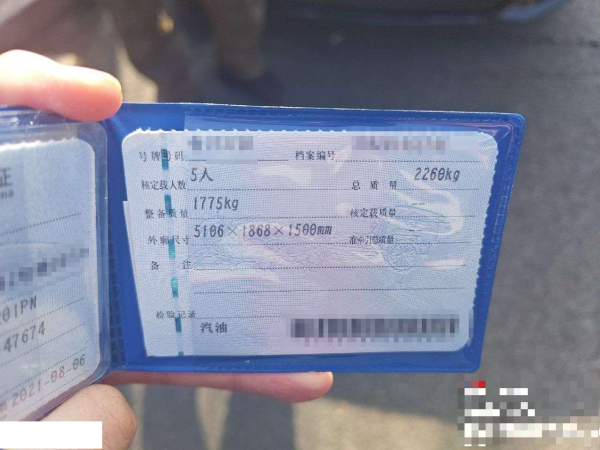 证
号牌号码 档案编号
核定载人数 5人 总质量 2260kg
整备质量 1775kg 核定载质量
外廓尺寸 5106×1868×1500mm 准牵引总质量
备注
检验记录
汽油
01PN
47674
2021-08-06